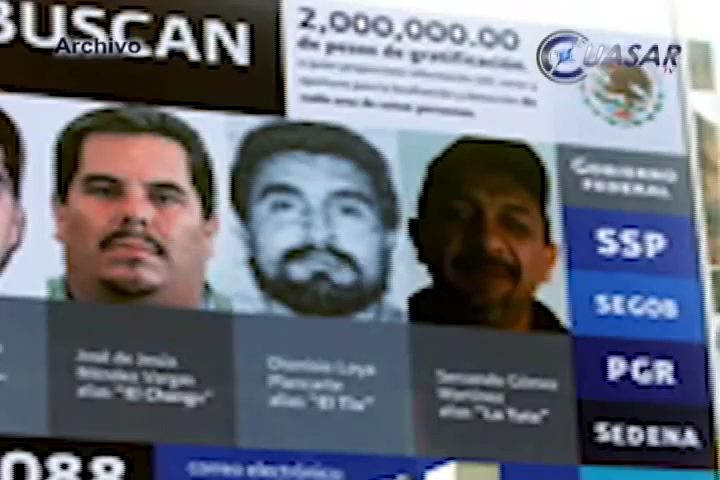 BUSCAN
Archivo
2,000,000.00
de pesos de gratificación
CUASAR
TV
GOBIERNO
FEDERAL
SSP
SEGOB
PGR
SEDENA
José de Jesús
Méndez Vargas
alias "El Chango"
Dionisio Loya
Plancarte
alias "El Tío"
Servando Gómez
Martínez
alias "La Tuta"
088
correo electrónico